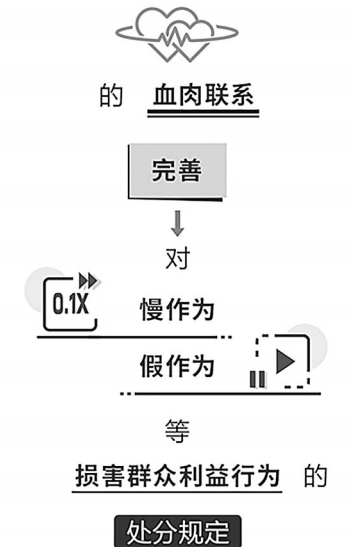 的 血肉联系
完善
对
0.1X
慢作为
假作为
等
损害群众利益行为 的
处分规定